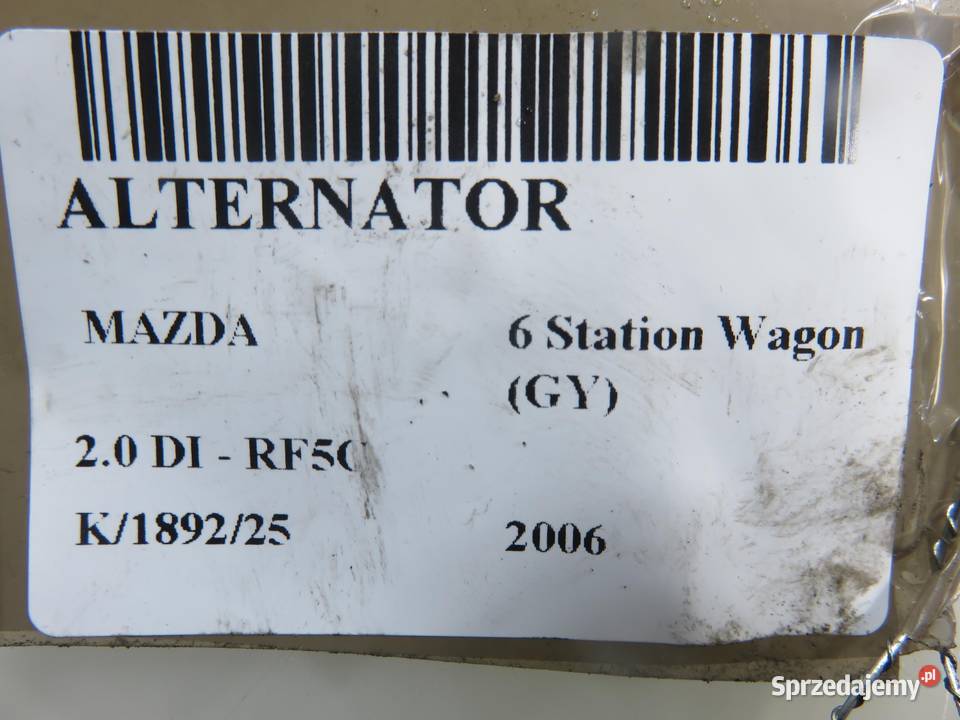 ALTERNATOR
MAZDA 6 Station Wagon
(GY)
2.0 DI - RF5C
K/1892/25 2006
Sprzedajemy.pl